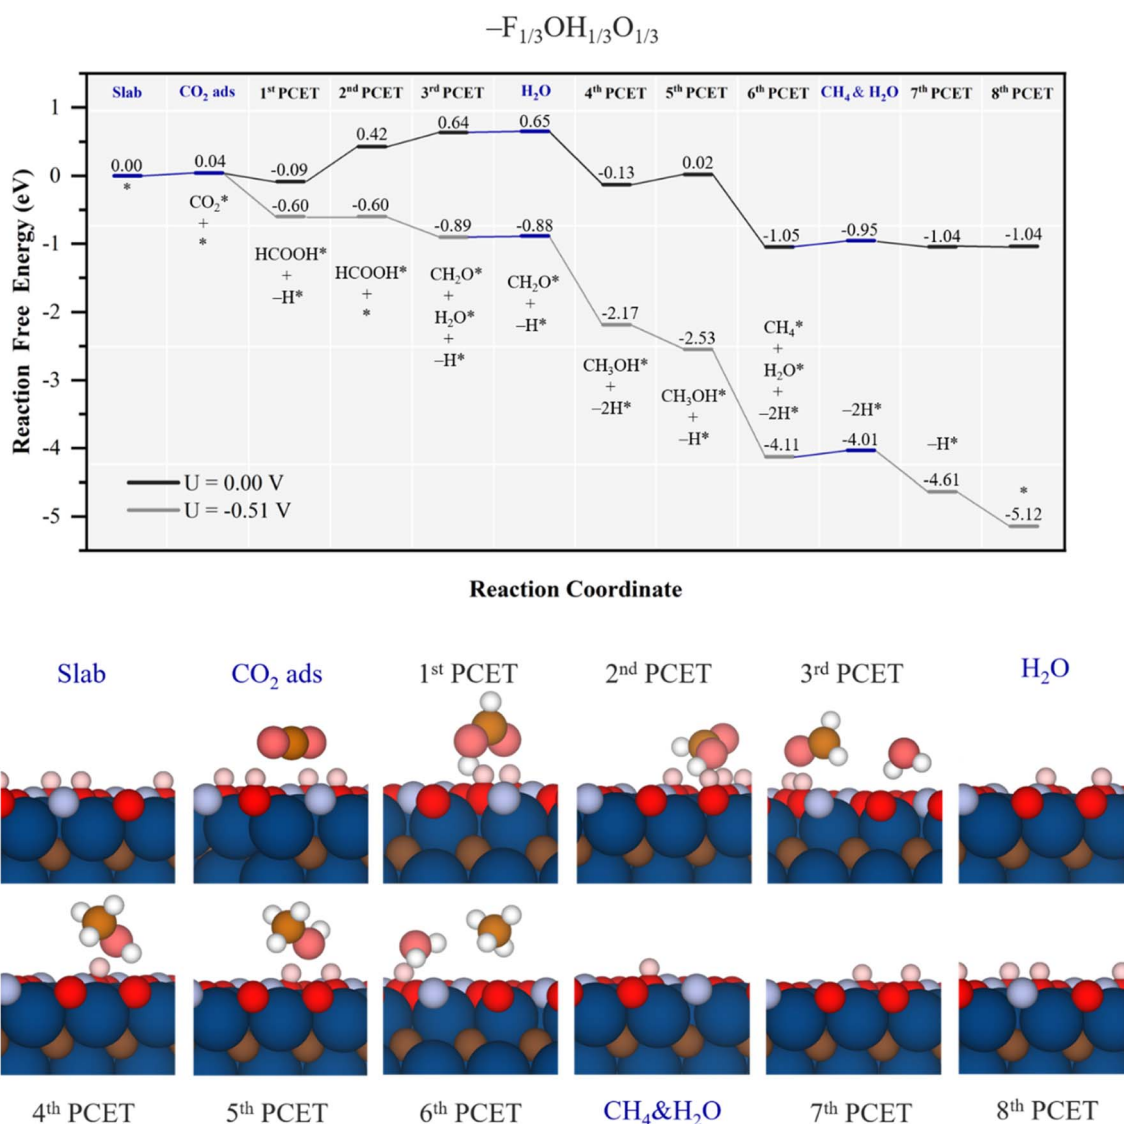 –F1/3OH1/3O1/3
Slab CO2 ads 1st PCET 2nd PCET 3rd PCET H2O 4th PCET 5th PCET 6th PCET CH4 & H2O 7th PCET 8th PCET
Reaction Free Energy (eV)
1
0
-1
-2
-3
-4
-5
0.00 0.04 -0.09 0.42 0.64 0.65 -0.13 0.02 -1.05 -0.95 -1.04 -1.04
-0.60 -0.60 -0.89 -0.88 -2.17 -2.53 -4.11 -4.01 -4.61 -5.12
*
CO2*
+
*
HCOOH*
+
–H*
HCOOH*
+
*
CH2O*
+
H2O*
+
–H*
CH2O*
+
–H*
CH3OH*
+
–2H*
CH3OH*
+
–H*
CH4*
+
H2O*
+
–2H*
–2H*
–H*
*
U = 0.00 V
U = -0.51 V
Reaction Coordinate
Slab CO2 ads 1st PCET 2nd PCET 3rd PCET H2O
4th PCET 5th PCET 6th PCET CH4&H2O 7th PCET 8th PCET